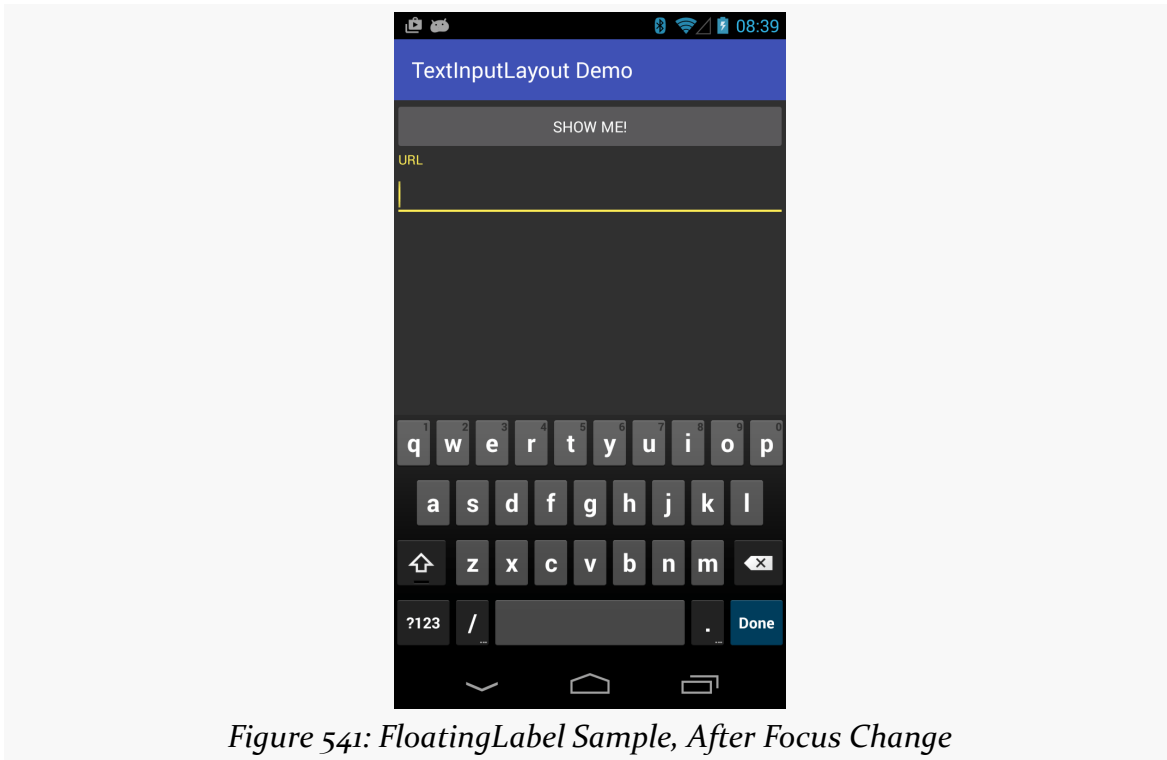 08:39
TextInputLayout Demo
SHOW ME!
URL
1 2 3 4 5 6 7 8 9 0
q w e r t y u i o p
a s d f g h j k l
z x c v b n m
?123 / . Done
Figure 541: FloatingLabel Sample, After Focus Change